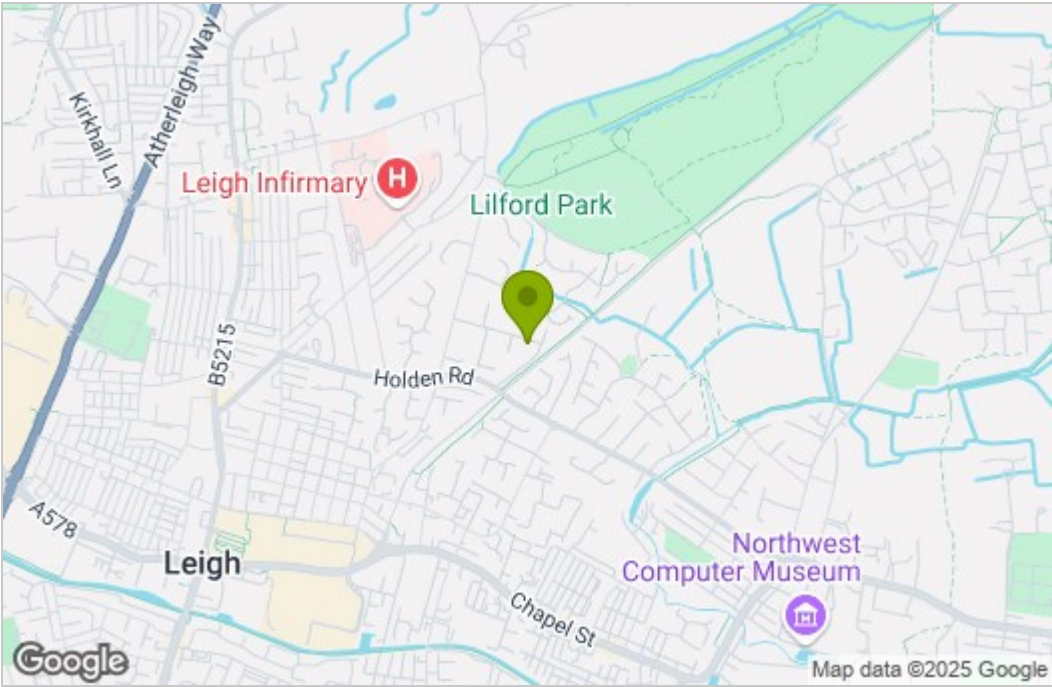 Atherleigh Way
Kirkhall Ln
Leigh Infirmary
H
Lilford Park
B5215
Holden Rd
A578
Leigh
Northwest
Computer Museum
Chapel St
Google
Map data ©2025 Google